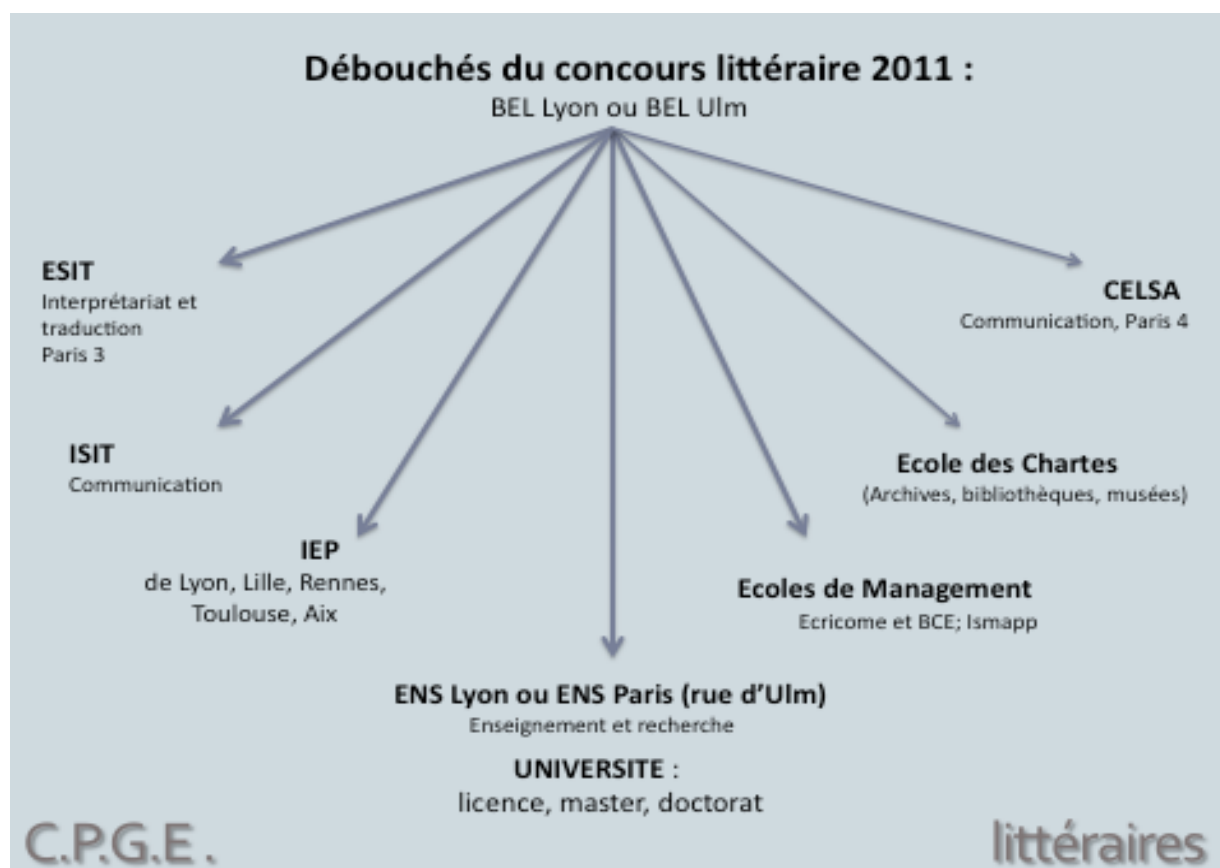 Débouchés du concours littéraire 2011 :
BEL Lyon ou BEL Ulm
ESIT
Interprétariat et
traduction
Paris 3
CELSA
Communication, Paris 4
ISIT
Communication
Ecole des Chartes
(Archives, bibliothèques, musées)
IEP
de Lyon, Lille, Rennes,
Toulouse, Aix
Ecoles de Management
Ecricome et BCE; Ismapp
ENS Lyon ou ENS Paris (rue d’Ulm)
Enseignement et recherche
UNIVERSITE :
licence, master, doctorat
C.P.G.E .
littéraires